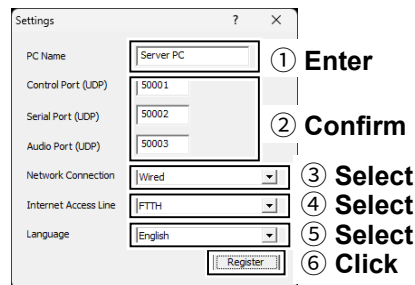 Settings ? ×
PC Name Server PC ① Enter
Control Port (UDP) 50001
Serial Port (UDP) 50002 ② Confirm
Audio Port (UDP) 50003
Network Connection Wired ③ Select
Internet Access Line FTTH ④ Select
Language English ⑤ Select
Register ⑥ Click